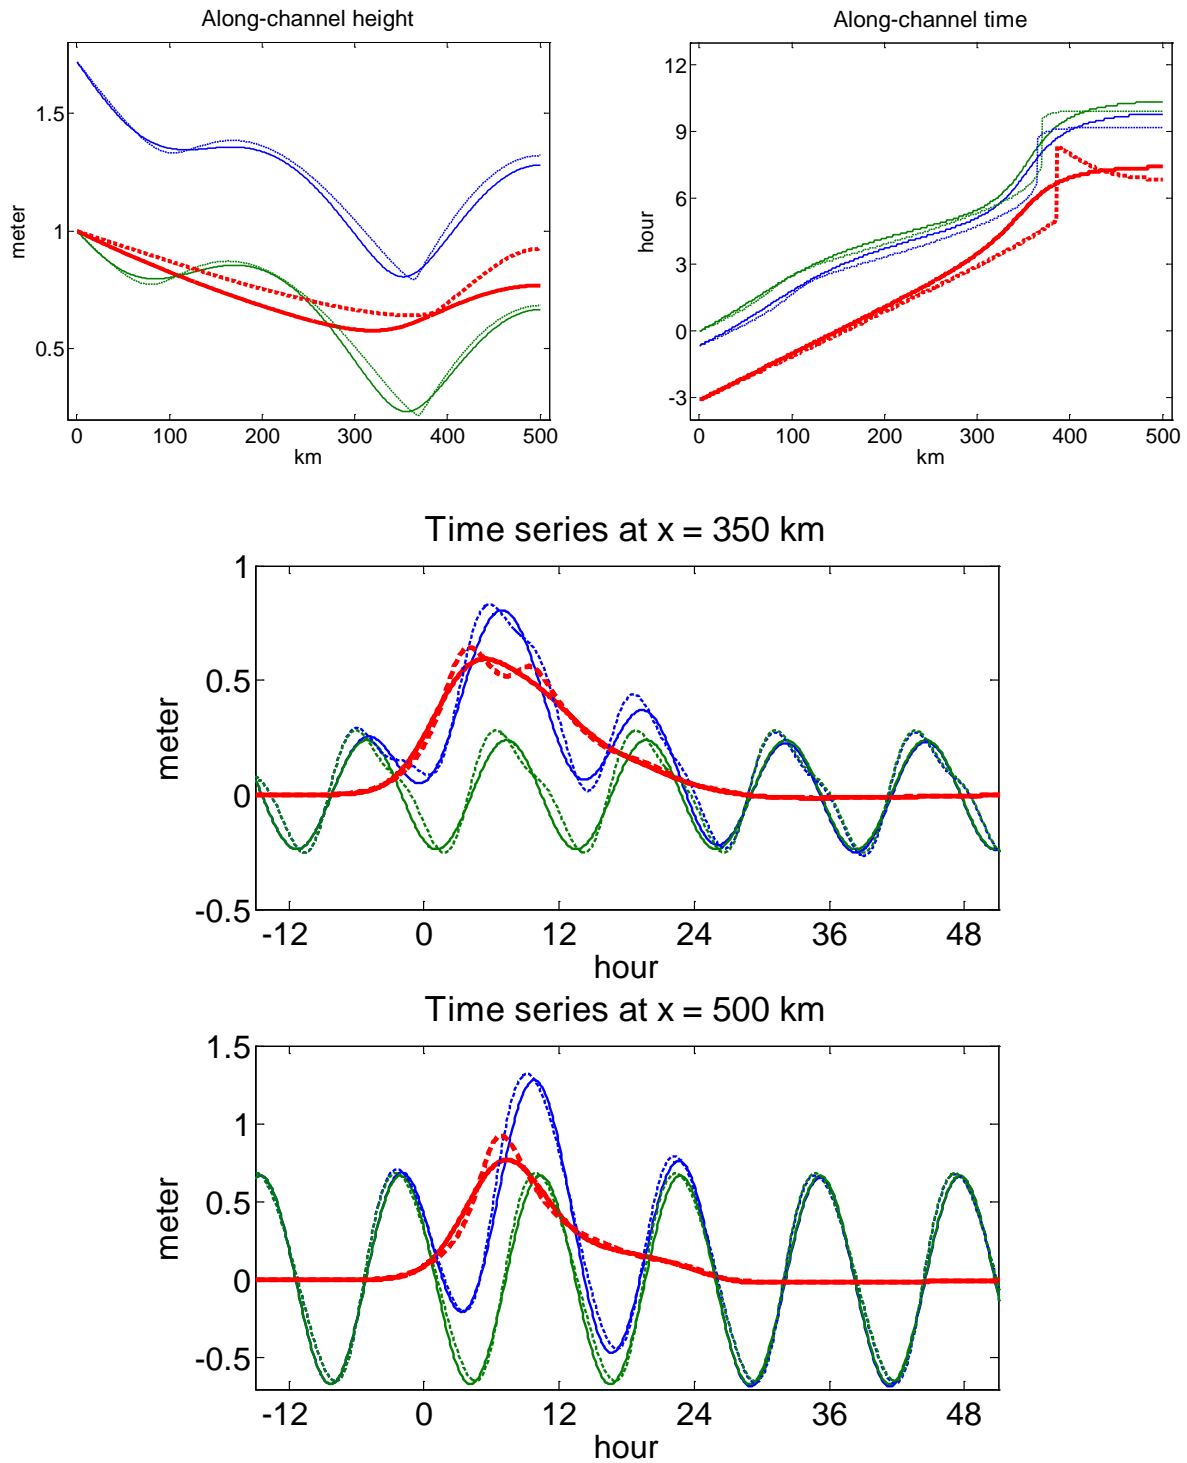 Along-channel height
1.5
1
0.5
meter
0 100 200 300 400 500
km
Along-channel time
12
9
6
3
0
-3
hour
0 100 200 300 400 500
km
Time series at x = 350 km
1
0.5
0
-0.5
meter
-12 0 12 24 36 48
hour
Time series at x = 500 km
1.5
1
0.5
0
-0.5
meter
-12 0 12 24 36 48
hour